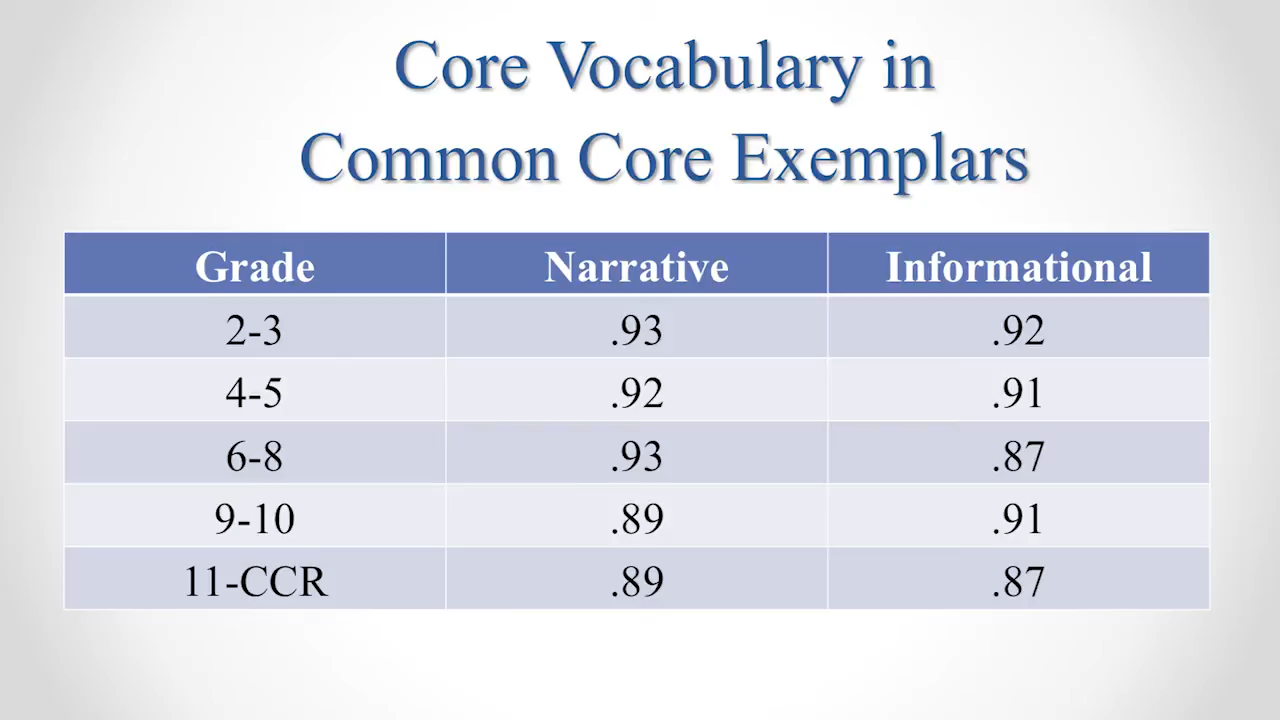 Core Vocabulary in
Common Core Exemplars
Grade Narrative Informational
2-3 .93 .92
4-5 .92 .91
6-8 .93 .87
9-10 .89 .91
11-CCR .89 .87